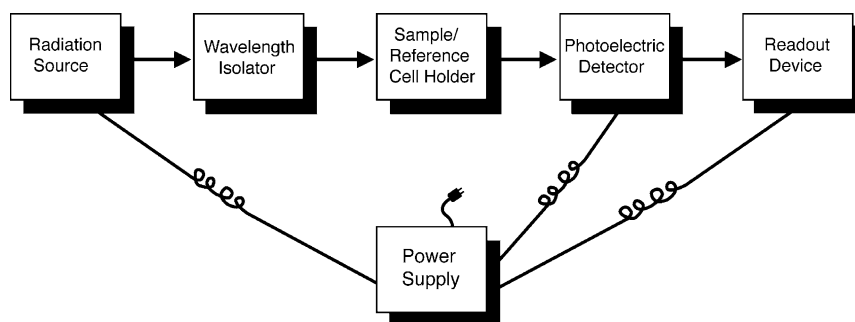 Radiation
Source
Wavelength
Isolator
Sample/
Reference
Cell Holder
Photoelectric
Detector
Readout
Device
Power
Supply